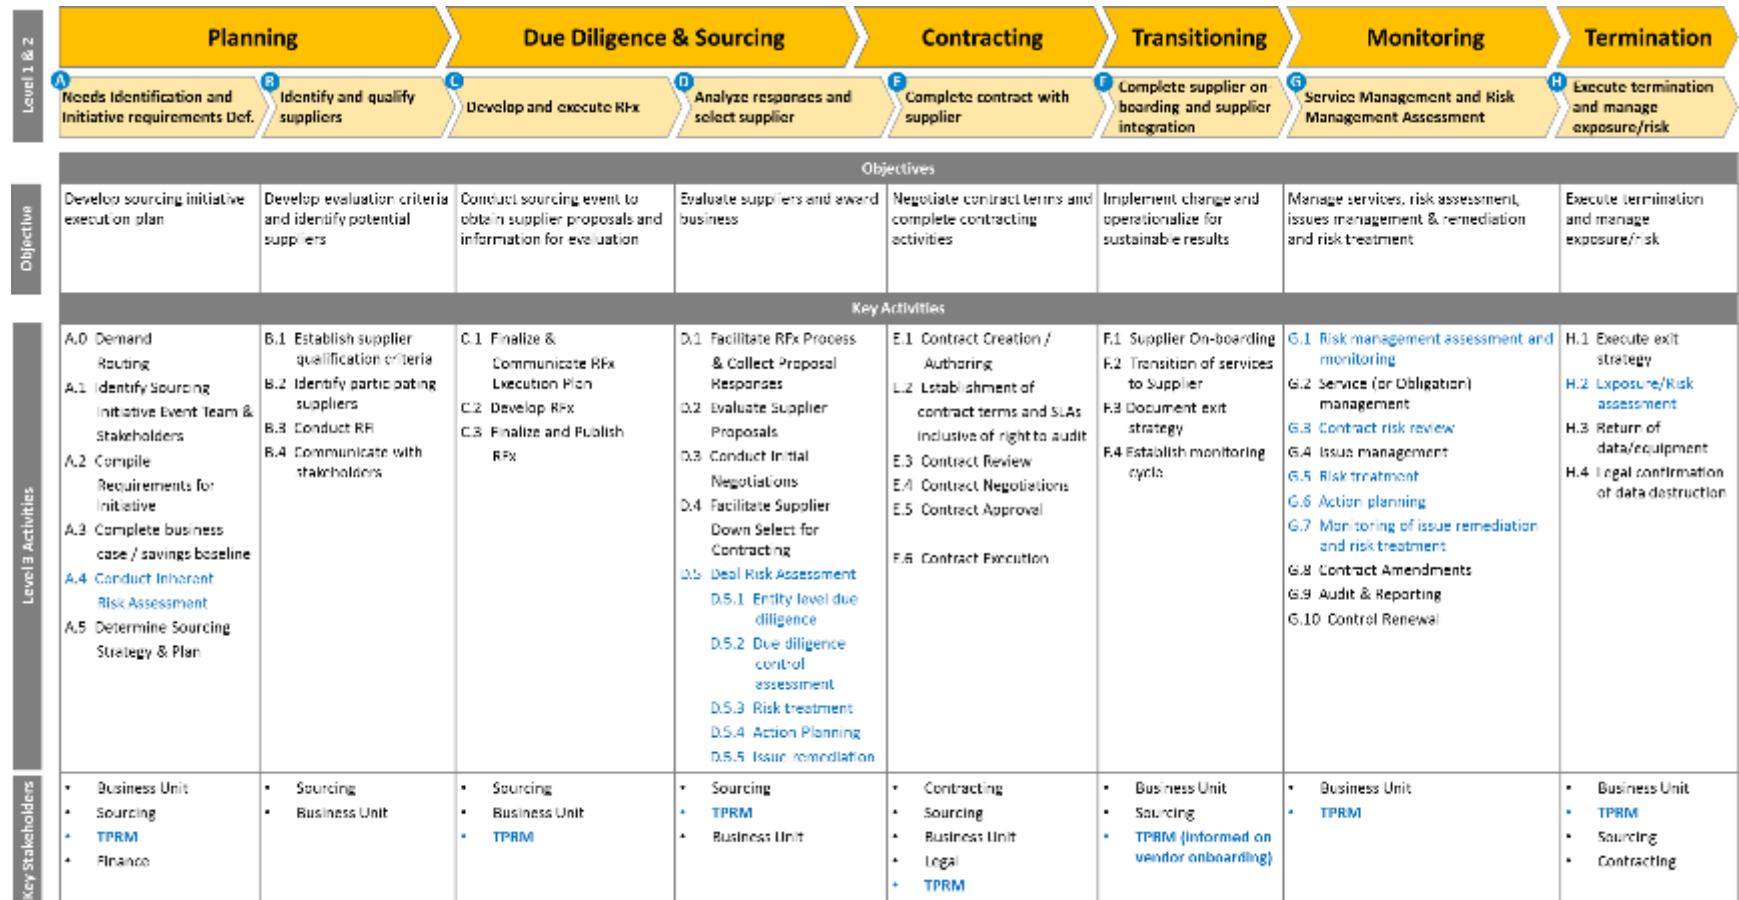 Level 1 & 2
Planning
Due Diligence & Sourcing
Contracting
Transitioning
Monitoring
Termination
A
Needs Identification and
Initiative requirements Def.
B
Identify and qualify
suppliers
C
Develop and execute RFx
D
Analyze responses and
select supplier
E
Complete contract with
supplier
F
Complete supplier on-
boarding and supplier
integration
G
Service Management and Risk
Management Assessment
H
Execute termination
and manage
exposure/risk
Objectives
Objective
Develop sourcing initiative
execution plan
Develop evaluation criteria
and identify potential
suppliers
Conduct sourcing event to
obtain supplier proposals and
information for evaluation
Evaluate suppliers and award
business
Negotiate contract terms and
complete contracting
activities
Implement change and
operationalize for
sustainable results
Manage services, risk assessment,
issues management & remediation
and risk treatment
Execute termination
and manage
exposure/risk
Key Activities
Level 3 Activities
A.0 Demand
Routing
A.1 Identify Sourcing
Initiative Event Team &
Stakeholders
A.2 Compile
Requirements for
Initiative
A.3 Complete business
case / savings baseline
A.4 Conduct Inherent
Risk Assessment
A.5 Determine Sourcing
Strategy & Plan
B.1 Establish supplier
qualification criteria
B.2 Identify participating
suppliers
B.3 Conduct RFI
B.4 Communicate with
stakeholders
C.1 Finalize &
Communicate RFx
Execution Plan
C.2 Develop RFx
C.3 Finalize and Publish
RFx
D.1 Facilitate RFx Process
& Collect Proposal
Responses
D.2 Evaluate Supplier
Proposals
D.3 Conduct Initial
Negotiations
D.4 Facilitate Supplier
Down Select for
Contracting
D.5 Deal Risk Assessment
D.5.1 Entity level due
diligence
D.5.2 Due diligence
control
assessment
D.5.3 Risk treatment
D.5.4 Action Planning
D.5.5 Issue remediation
E.1 Contract Creation /
Authoring
E.2 Establishment of
contract terms and SLAs
inclusive of right to audit
E.3 Contract Review
E.4 Contract Negotiations
E.5 Contract Approval
E.6 Contract Execution
F.1 Supplier On-boarding
F.2 Transition of services
to Supplier
F.3 Document exit
strategy
F.4 Establish monitoring
cycle
G.1 Risk management assessment and
monitoring
G.2 Service (or Obligation)
management
G.3 Contract risk review
G.4 Issue management
G.5 Risk treatment
G.6 Action planning
G.7 Monitoring of issue remediation
and risk treatment
G.8 Contract Amendments
G.9 Audit & Reporting
G.10 Control Renewal
H.1 Execute exit
strategy
H.2 Exposure/Risk
assessment
H.3 Return of
data/equipment
H.4 Legal confirmation
of data destruction
Key Stakeholders
• Business Unit
• Sourcing
• TPRM
• Finance
• Sourcing
• Business Unit
• Sourcing
• Business Unit
• TPRM
• Sourcing
• TPRM
• Business Unit
• Contracting
• Sourcing
• Business Unit
• Legal
• TPRM
• Business Unit
• Sourcing
• TPRM (informed on
vendor onboarding)
• Business Unit
• TPRM
• Business Unit
• TPRM
• Sourcing
• Contracting